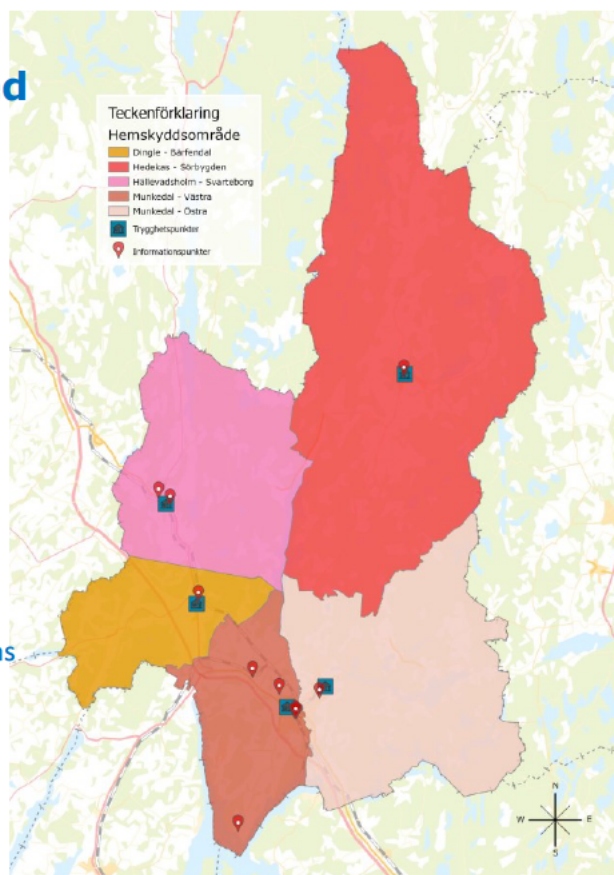 d
Teckenförklaring
Hemskyddsområde
Dingle - Bärfendal
Hedekas - Sörbygden
Hällevadsholm - Svarteborg
Munkedal - Västra
Munkedal - Östra
Trygghetspunkter
Informationspunkter
as
N
W E
S